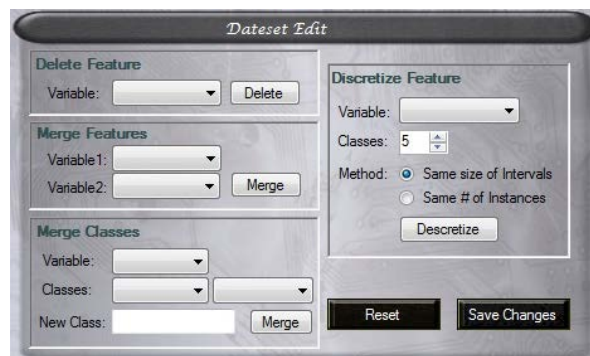 Dateset Edit
Delete Feature
Variable:
Delete
Merge Features
Variable1:
Variable2:
Merge
Merge Classes
Variable:
Classes:
New Class:
Merge
Discretize Feature
Variable:
Classes: 5
Method: Same size of Intervals
Same # of Instances
Descretize
Reset
Save Changes